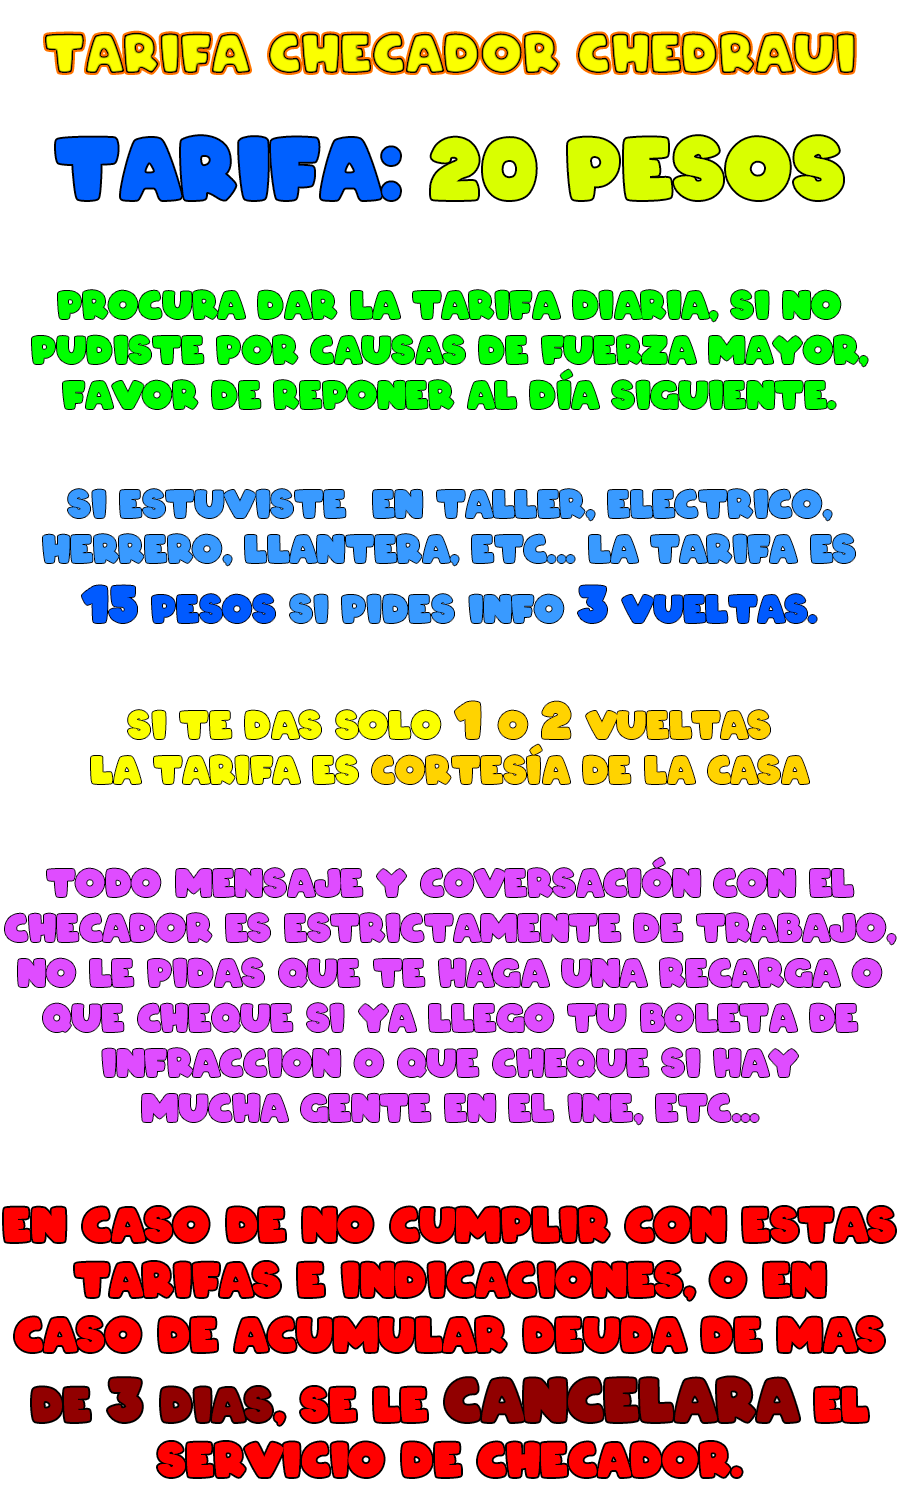 TARIFA CHECADOR CHEDRAUI
TARIFA: 20 PESOS
PROCURA DAR LA TARIFA DIARIA, SI NO
PUDISTE POR CAUSAS DE FUERZA MAYOR,
FAVOR DE REPONER AL DÍA SIGUIENTE.
SI ESTUVISTE EN TALLER, ELECTRICO,
HERRERO, LLANTERA, ETC... LA TARIFA ES
15 PESOS SI PIDES INFO 3 VUELTAS.
SI TE DAS SOLO 1 O 2 VUELTAS
LA TARIFA ES CORTESÍA DE LA CASA
TODO MENSAJE Y COVERSACIÓN CON EL
CHECADOR ES ESTRICTAMENTE DE TRABAJO,
NO LE PIDAS QUE TE HAGA UNA RECARGA O
QUE CHEQUE SI YA LLEGO TU BOLETA DE
INFRACCION O QUE CHEQUE SI HAY
MUCHA GENTE EN EL INE, ETC...
EN CASO DE NO CUMPLIR CON ESTAS
TARIFAS E INDICACIONES, O EN
CASO DE ACUMULAR DEUDA DE MAS
DE 3 DIAS, SE LE CANCELARA EL
SERVICIO DE CHECADOR.